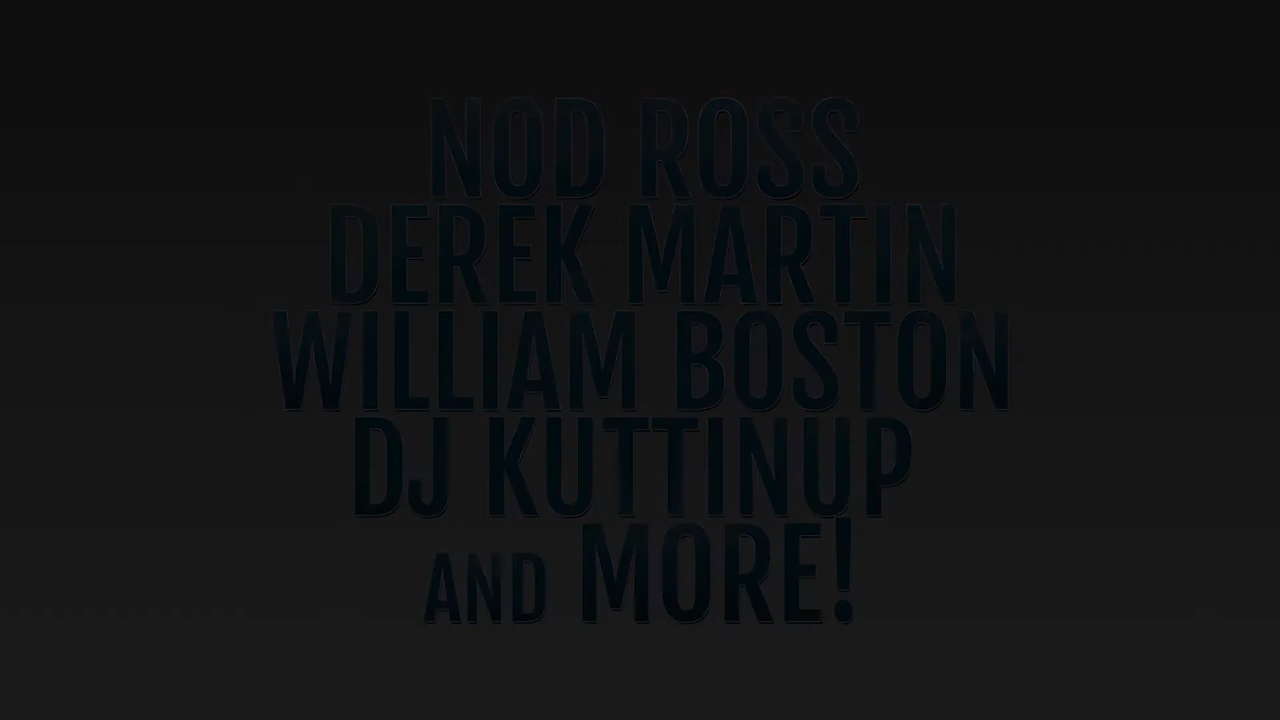 NOD ROSS
DEREK MARTIN
WILLIAM BOSTON
DJ KUTTINUP
AND MORE!